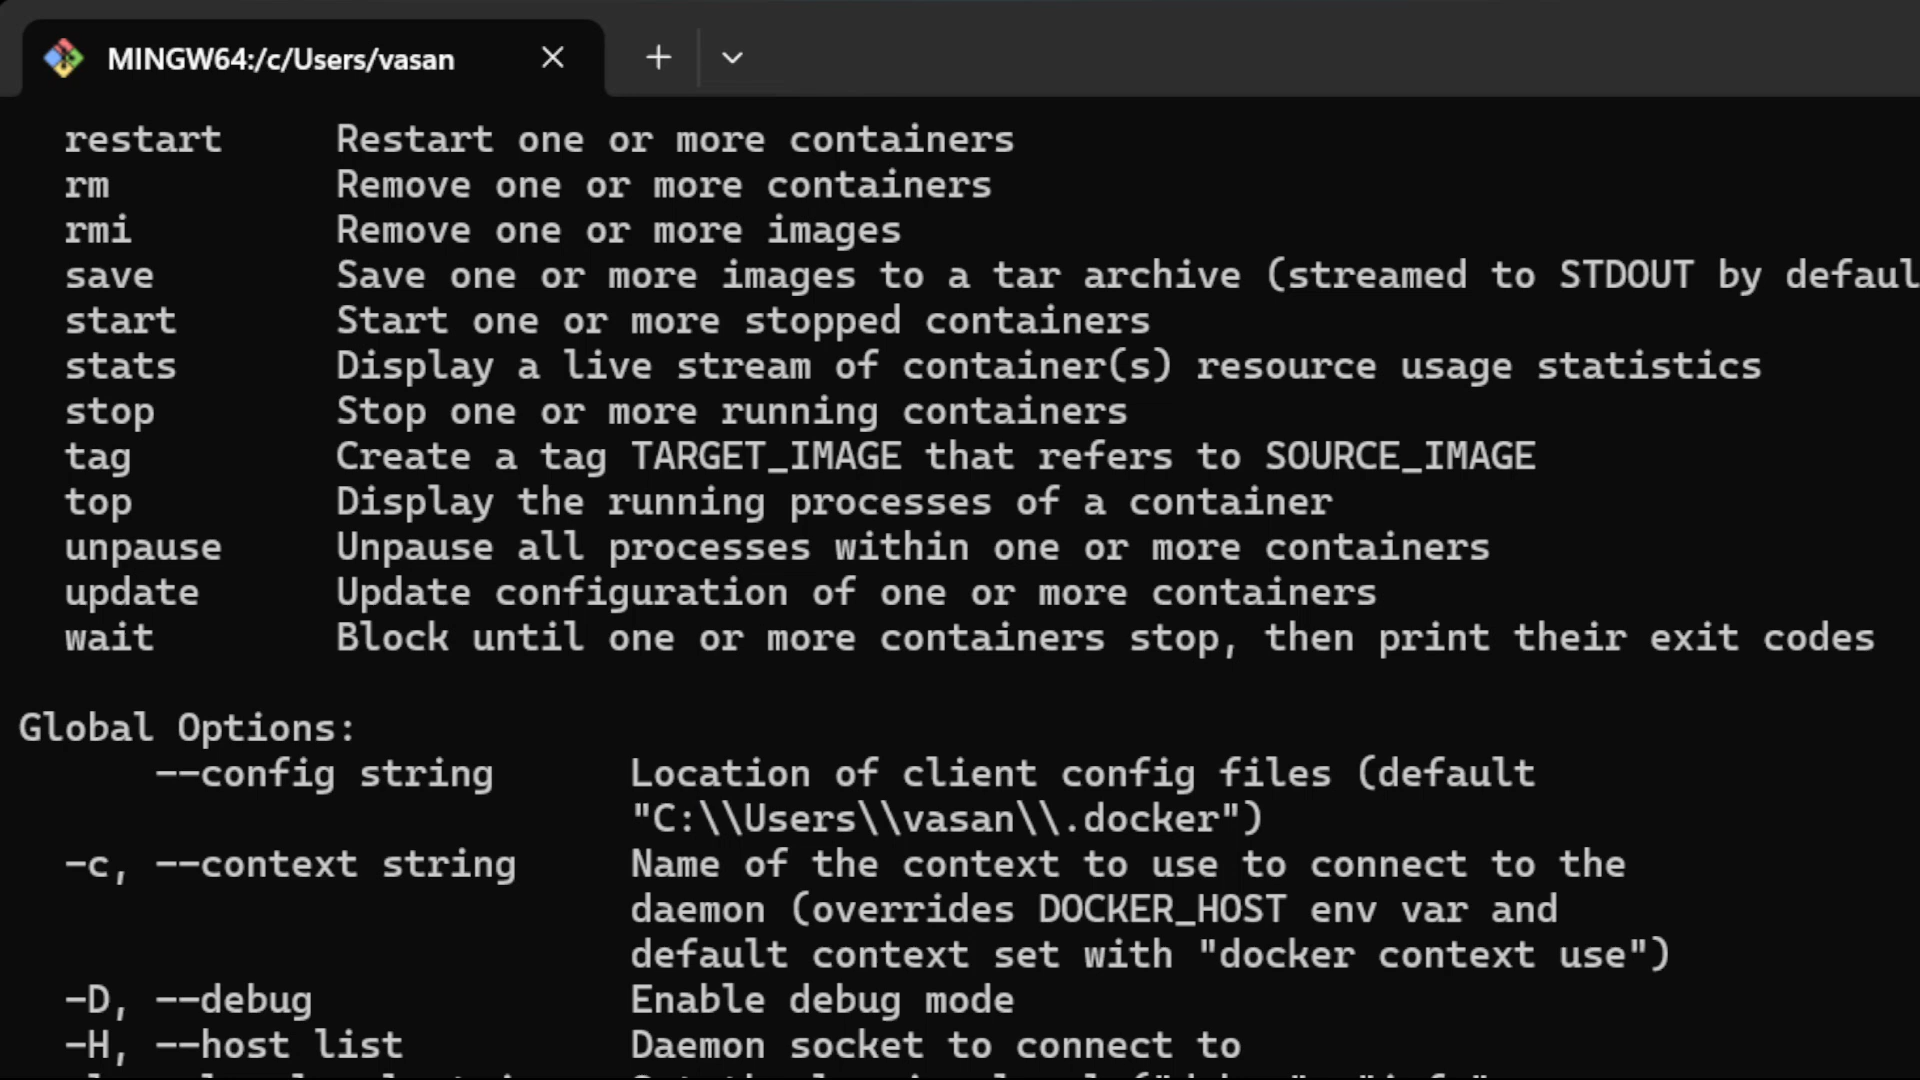 MINGW64:/c/Users/vasan
restart Restart one or more containers
rm Remove one or more containers
rmi Remove one or more images
save Save one or more images to a tar archive (streamed to STDOUT by defaul
start Start one or more stopped containers
stats Display a live stream of container(s) resource usage statistics
stop Stop one or more running containers
tag Create a tag TARGET_IMAGE that refers to SOURCE_IMAGE
top Display the running processes of a container
unpause Unpause all processes within one or more containers
update Update configuration of one or more containers
wait Block until one or more containers stop, then print their exit codes
Global Options:
--config string Location of client config files (default
"C:\\Users\\vasan\\.docker")
-c, --context string Name of the context to use to connect to the
daemon (overrides DOCKER_HOST env var and
default context set with "docker context use")
-D, --debug Enable debug mode
-H, --host list Daemon socket to connect to